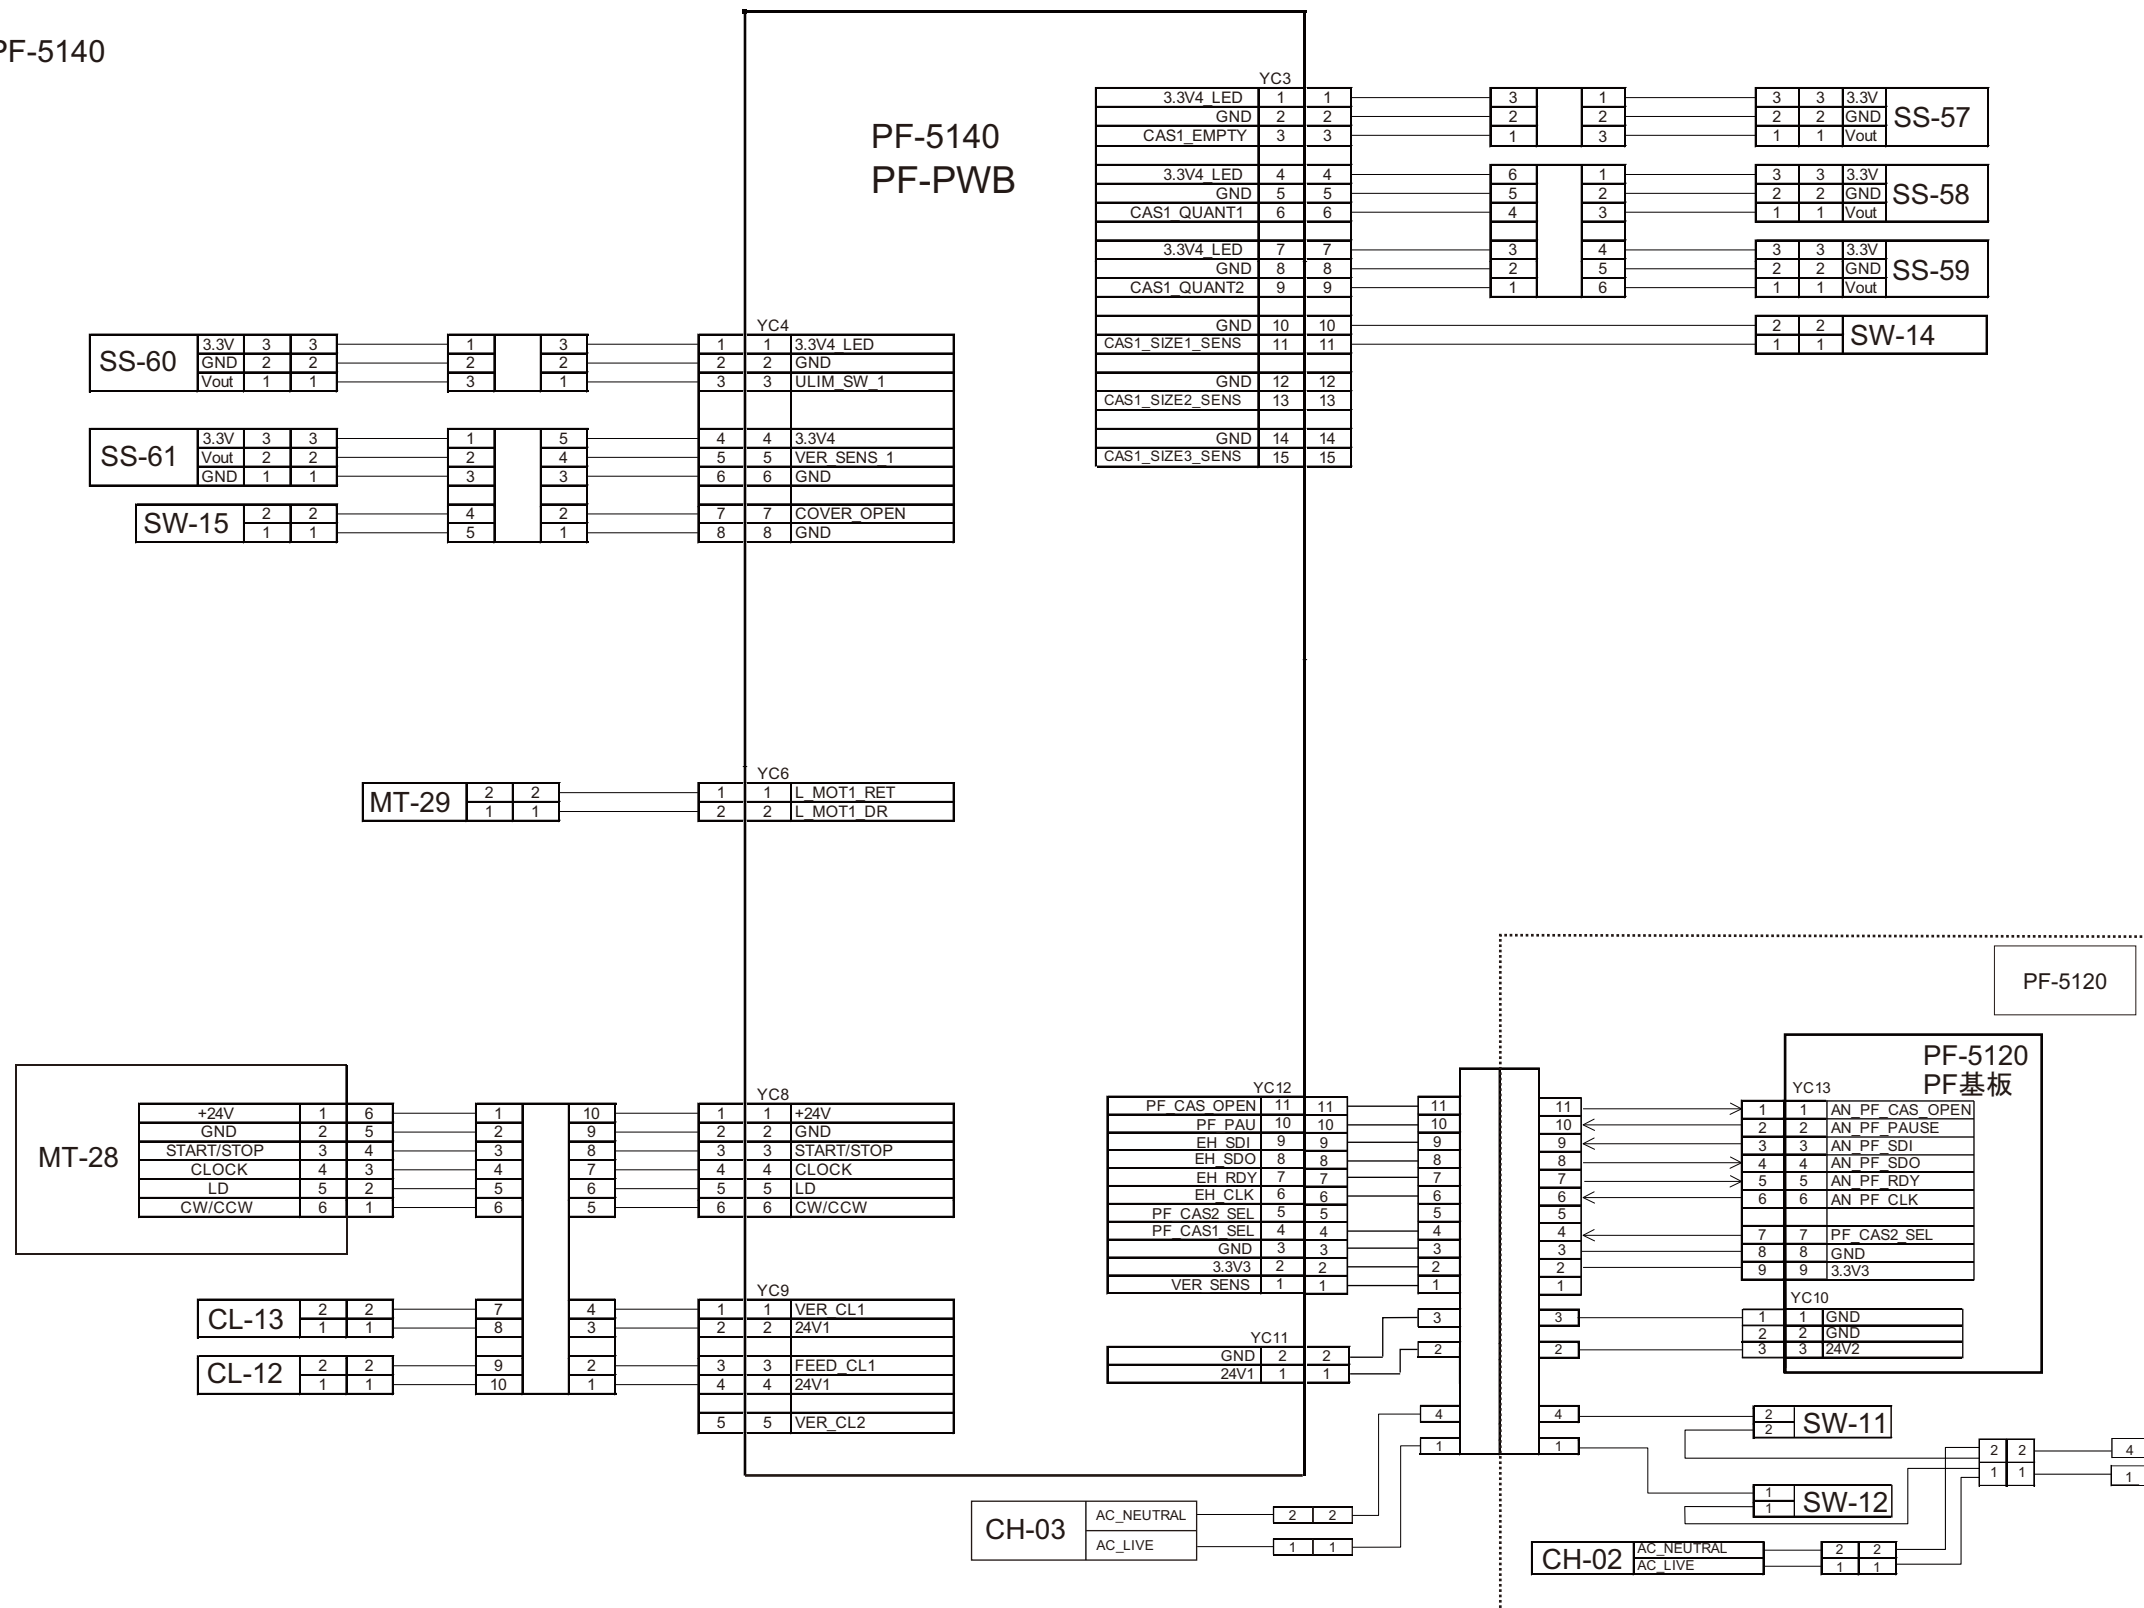 PF-5140
PF-5140
PF-PWB
YC3
3.3V4_LED 1 1 3 1 3 3 3.3V
GND 2 2 2 2 2 2 GND SS-57
CAS1_EMPTY 3 3 1 3 1 1 Vout
3.3V4_LED 4 4 6 1 3 3 3.3V
GND 5 5 5 2 2 2 GND SS-58
CAS1_QUANT1 6 6 4 3 1 1 Vout
3.3V4_LED 7 7 3 4 3 3 3.3V
GND 8 8 2 5 2 2 GND SS-59
CAS1_QUANT2 9 9 1 6 1 1 Vout
GND 10 10 2 2 SW-14
CAS1_SIZE1_SENS 11 11 1 1
GND 12 12
CAS1_SIZE2_SENS 13 13
GND 14 14
CAS1_SIZE3_SENS 15 15
YC4
3.3V 3 3 1 3 1 1 3.3V4_LED
SS-60 GND 2 2 2 2 2 2 GND
Vout 1 1 3 1 3 3 ULIM_SW_1
3.3V 3 3 1 5 4 4 3.3V4
SS-61 Vout 2 2 2 4 5 5 VER_SENS_1
GND 1 1 3 3 6 6 GND
SW-15 2 2 4 2 7 7 COVER_OPEN
1 1 5 1 8 8 GND
YC6
MT-29 2 2 1 1 L_MOT1_RET
1 1 2 2 L_MOT1_DR
YC8
+24V 1 6 1 10 1 1 +24V
GND 2 5 2 9 2 2 GND
MT-28 START/STOP 3 4 3 8 3 3 START/STOP
CLOCK 4 3 4 7 4 4 CLOCK
LD 5 2 5 6 5 5 LD
CW/CCW 6 1 6 5 6 6 CW/CCW
YC9
CL-13 2 2 7 4 1 1 VER_CL1
1 1 8 3 2 2 24V1
CL-12 2 2 9 2 3 3 FEED_CL1
1 1 10 1 4 4 24V1
5 5 VER_CL2
PF-5120
PF-5120
PF基板
YC12
YC13
PF_CAS_OPEN 11 11 11 11 1 1 AN_PF_CAS_OPEN
PF_PAU 10 10 10 10 2 2 AN_PF_PAUSE
EH_SDI 9 9 9 9 3 3 AN_PF_SDI
EH_SDO 8 8 8 8 4 4 AN_PF_SDO
EH_RDY 7 7 7 7 5 5 AN_PF_RDY
EH_CLK 6 6 6 6 6 6 AN_PF_CLK
PF_CAS2_SEL 5 5 5 5
PF_CAS1_SEL 4 4 4 4 7 7 PF_CAS2_SEL
GND 3 3 3 3 8 8 GND
3.3V3 2 2 2 2 9 9 3.3V3
VER_SENS 1 1 1 1
YC10
3 3 1 1 GND
2 2 GND
YC11
GND 2 2 2 2 3 3 24V2
24V1 1 1
4 4 2 SW-11
2
1 1
2 2 4
1 1 1
1 SW-12
1
CH-03 AC_NEUTRAL 2 2
AC_LIVE 1 1
CH-02 AC_NEUTRAL 2 2
AC_LIVE 1 1